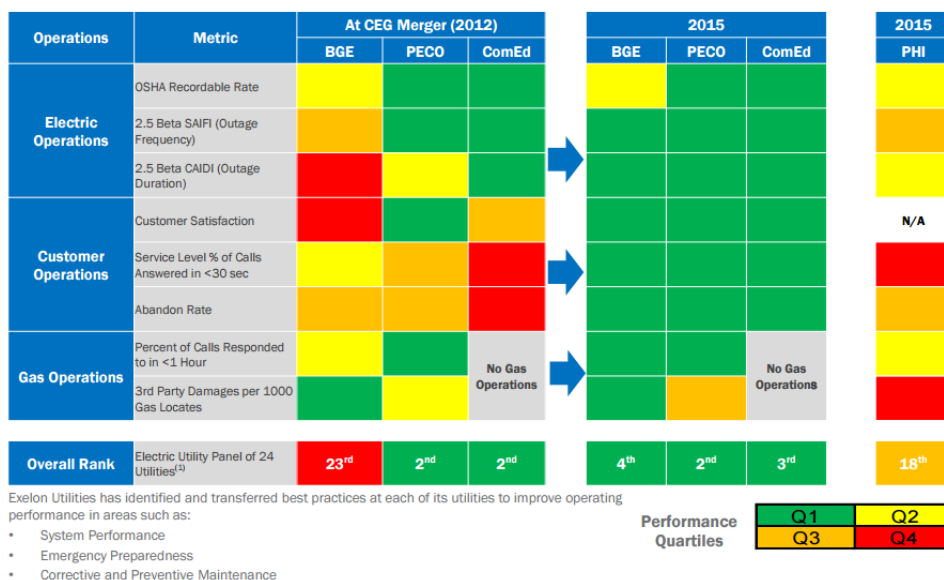 Operations
Metric
At CEG Merger (2012)
2015
2015
BGE
PECO
ComEd
BGE
PECO
ComEd
PHI
Electric
Operations
OSHA Recordable Rate
2.5 Beta SAIFI (Outage
Frequency)
2.5 Beta CAIDI (Outage
Duration)
Customer
Operations
Customer Satisfaction
N/A
Service Level % of Calls
Answered in <30 sec
Abandon Rate
Gas Operations
Percent of Calls Responded
to in <1 Hour
No Gas
Operations
No Gas
Operations
3rd Party Damages per 1000
Gas Locates
Overall Rank
Electric Utility Panel of 24
Utilities(1)
23rd
2nd
2nd
4th
2nd
3rd
18th
Exelon Utilities has identified and transferred best practices at each of its utilities to improve operating
performance in areas such as:
• System Performance
• Emergency Preparedness
• Corrective and Preventive Maintenance
Performance
Quartiles
Q1
Q2
Q3
Q4